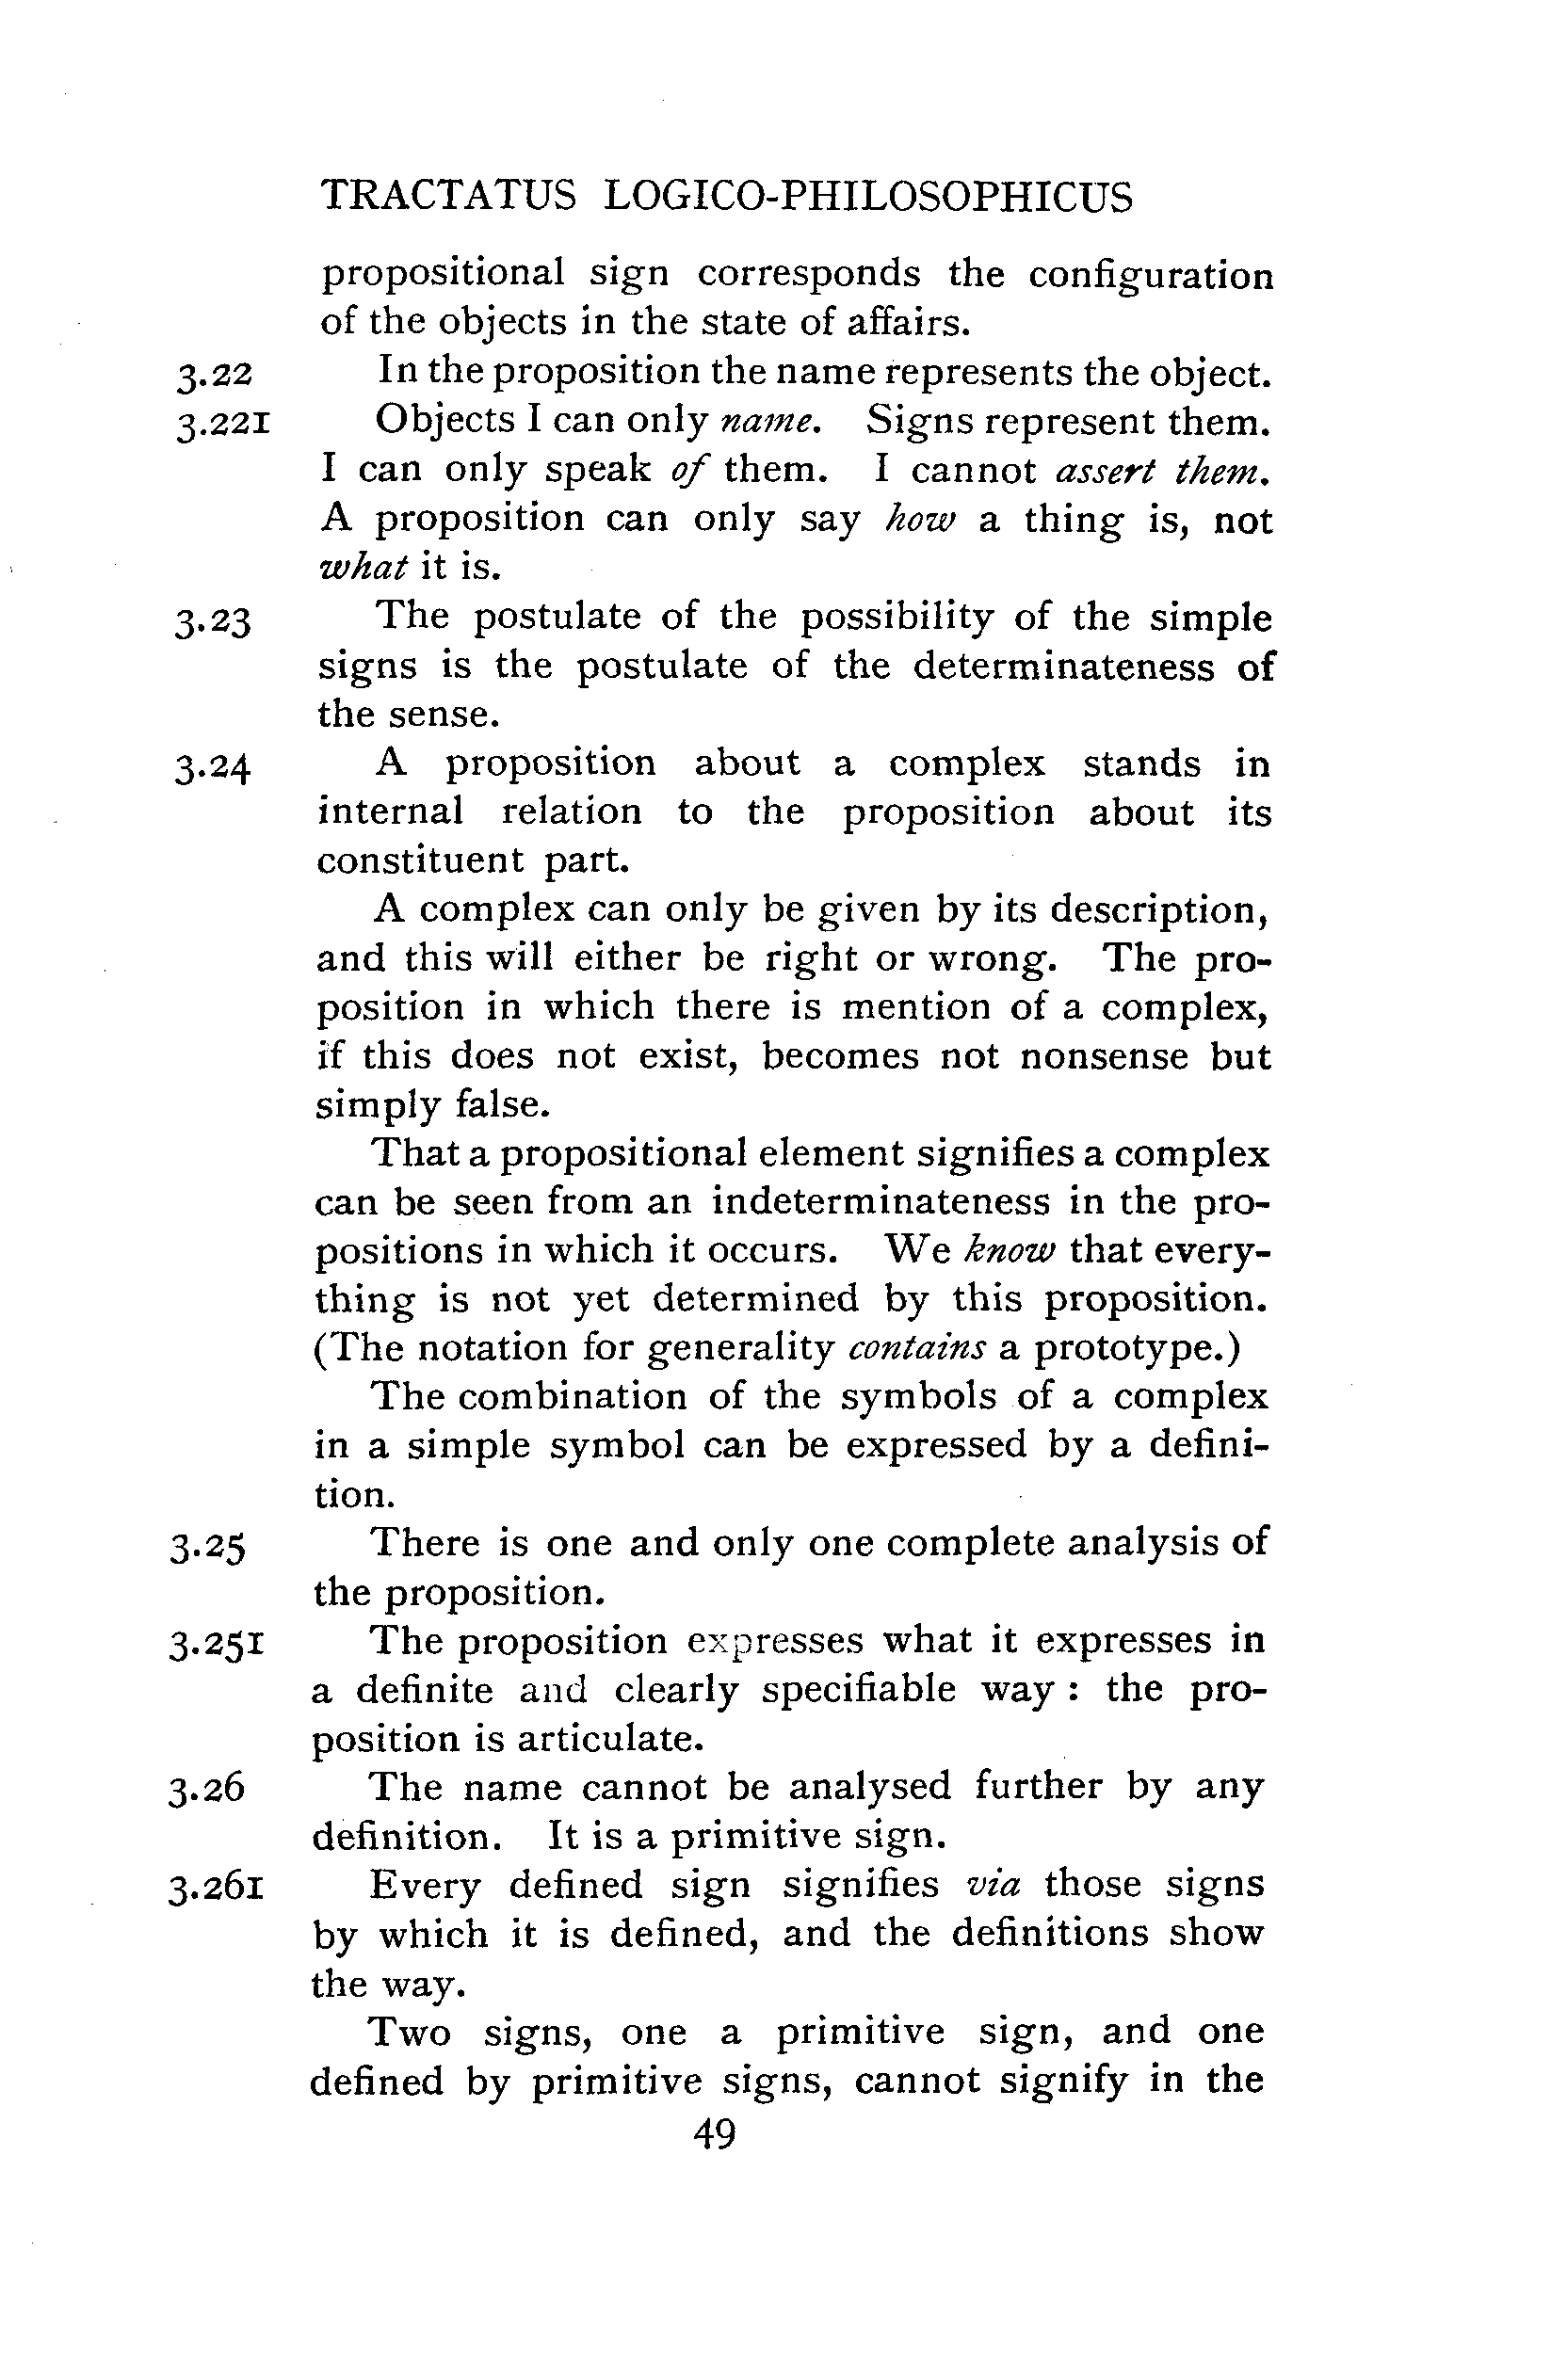 TRACTATUS LOGICO-PHILOSOPHICUS
propositional sign corresponds the configuration
of the objects in the state of affairs.
3.22 In the proposition the name represents the object.
3.221 Objects I can only name. Signs represent them.
I can only speak of them. I cannot assert them.
A proposition can only say how a thing is, not
what it is.
3.23 The postulate of the possibility of the simple
signs is the postulate of the determinateness of
the sense.
3.24 A proposition about a complex stands in
internal relation to the proposition about its
constituent part.
A complex can only be given by its description,
and this will either be right or wrong. The pro-
position in which there is mention of a complex,
if this does not exist, becomes not nonsense but
simply false.
That a propositional element signifies a complex
can be seen from an indeterminateness in the pro-
positions in which it occurs. We know that every-
thing is not yet determined by this proposition.
(The notation for generality contains a prototype.)
The combination of the symbols of a complex
in a simple symbol can be expressed by a defini-
tion.
3.25 There is one and only one complete analysis of
the proposition.
3.251 The proposition expresses what it expresses in
a definite and clearly specifiable way : the pro-
position is articulate.
3.26 The name cannot be analysed further by any
definition. It is a primitive sign.
3.261 Every defined sign signifies via those signs
by which it is defined, and the definitions show
the way.
Two signs, one a primitive sign, and one
defined by primitive signs, cannot signify in the
49